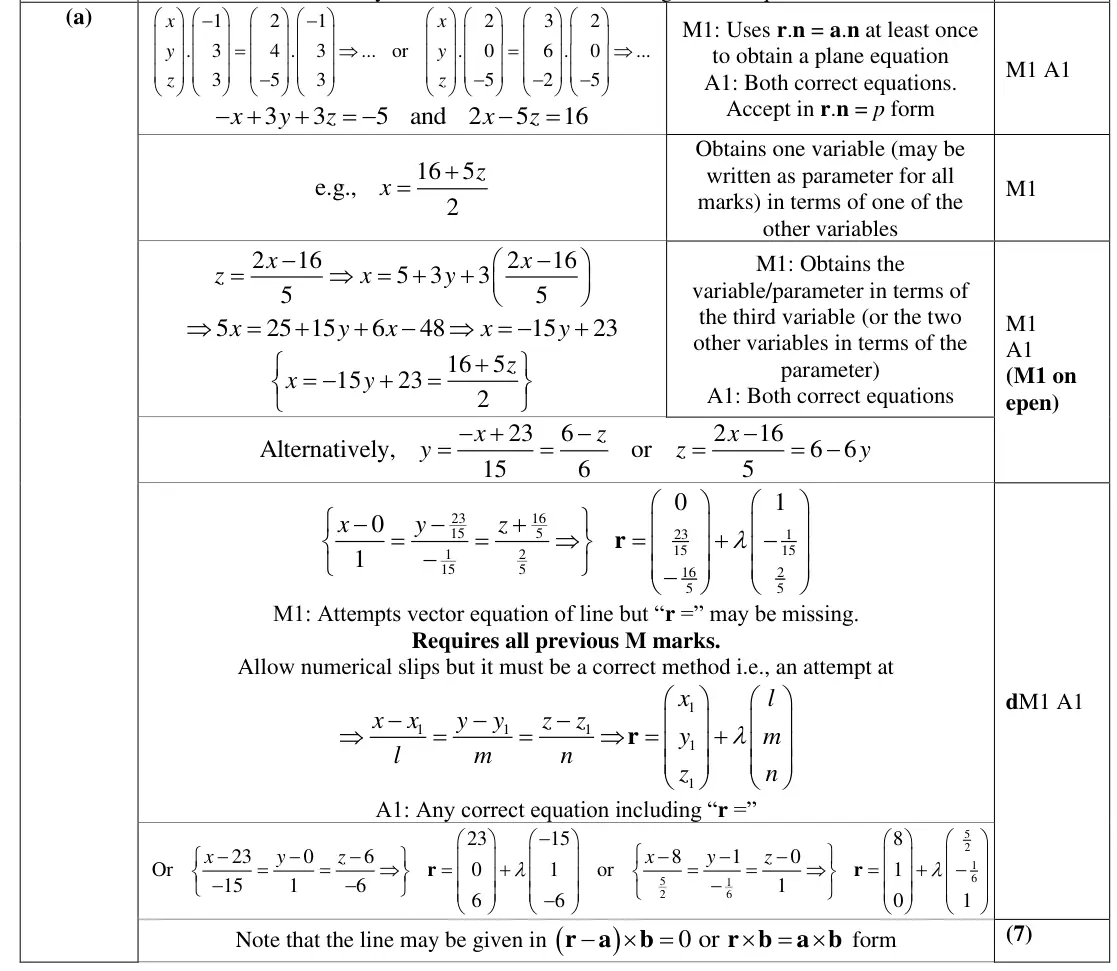 (a)
(x y z) . (−1 3 3) = (2 4 −5) . (−1 3 3) ⇒ ... or (x y z) . (2 0 −5) = (3 6 −2) . (2 0 −5) ⇒ ...
−x + 3y + 3z = −5 and 2x − 5z = 16
M1: Uses r.n = a.n at least once
to obtain a plane equation
A1: Both correct equations.
Accept in r.n = p form
M1 A1
e.g., x = (16 + 5z)/2
Obtains one variable (may be
written as parameter for all
marks) in terms of one of the
other variables
M1
z = (2x − 16)/5 ⇒ x = 5 + 3y + 3((2x − 16)/5)
⇒ 5x = 25 + 15y + 6x − 48 ⇒ x = −15y + 23
{x = −15y + 23 = (16 + 5z)/2}
M1: Obtains the
variable/parameter in terms of
the third variable (or the two
other variables in terms of the
parameter)
A1: Both correct equations
M1
A1
(M1 on
epen)
Alternatively, y = (−x + 23)/15 = (6 − z)/6 or z = (2x − 16)/5 = 6 − 6y
{(x − 0)/1 = (y − 23/15)/(−1/15) = (z + 16/5)/(2/5) ⇒} r = (0 23/15 −16/5) + λ(1 −1/15 2/5)
M1: Attempts vector equation of line but “r =” may be missing.
Requires all previous M marks.
Allow numerical slips but it must be a correct method i.e., an attempt at
⇒ (x − x₁)/l = (y − y₁)/m = (z − z₁)/n ⇒ r = (x₁ y₁ z₁) + λ(l m n)
A1: Any correct equation including “r =”
dM1 A1
Or {(x − 23)/−15 = (y − 0)/1 = (z − 6)/−6 ⇒} r = (23 0 6) + λ(−15 1 −6) or {(x − 8)/(5/2) = (y − 1)/(−1/6) = (z − 0)/1 ⇒} r = (8 1 0) + λ(5/2 −1/6 1)
Note that the line may be given in (r − a) × b = 0 or r × b = a × b form
(7)